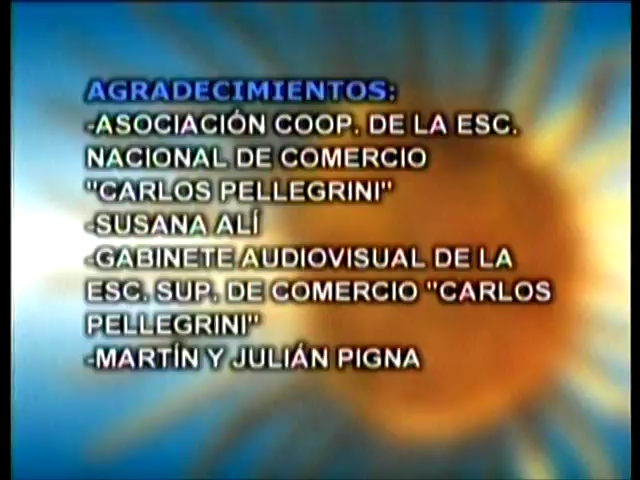 AGRADECIMIENTOS:
-ASOCIACIÓN COOP. DE LA ESC.
NACIONAL DE COMERCIO
"CARLOS PELLEGRINI"
-SUSANA ALÍ
-GABINETE AUDIOVISUAL DE LA
ESC. SUP. DE COMERCIO "CARLOS
PELLEGRINI"
-MARTÍN Y JULIÁN PIGNA